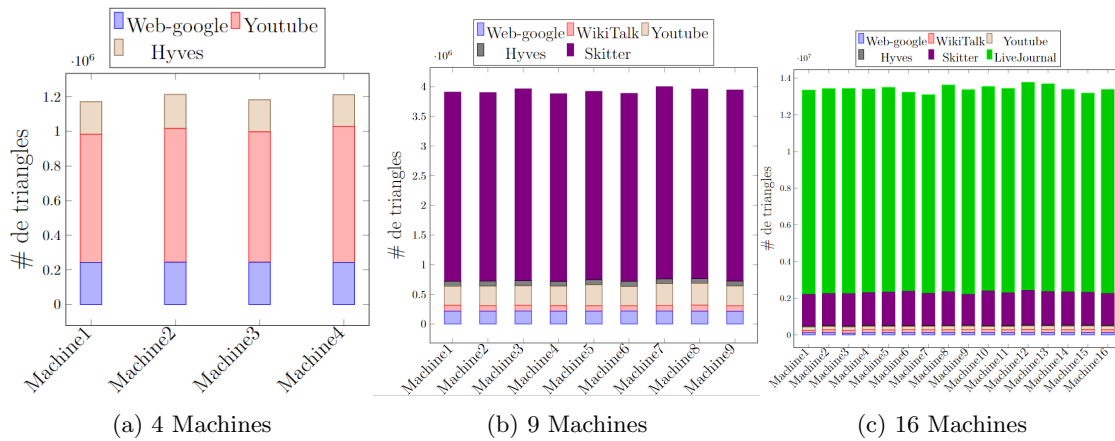 Web-google Youtube
Hyves
·10^6
# de triangles
1.2
1
0.8
0.6
0.4
0.2
0
Machine1
Machine2
Machine3
Machine4
(a) 4 Machines
Web-google WikiTalk Youtube
Hyves Skitter
·10^6
# de triangles
4
3.5
3
2.5
2
1.5
1
0.5
0
Machine1
Machine2
Machine3
Machine4
Machine5
Machine6
Machine7
Machine8
Machine9
(b) 9 Machines
Web-google WikiTalk Youtube
Hyves Skitter LiveJournal
·10^7
# de triangles
1.4
1.2
1
0.8
0.6
0.4
0.2
0
Machine1
Machine2
Machine3
Machine4
Machine5
Machine6
Machine7
Machine8
Machine9
Machine10
Machine11
Machine12
Machine13
Machine14
Machine15
Machine16
(c) 16 Machines